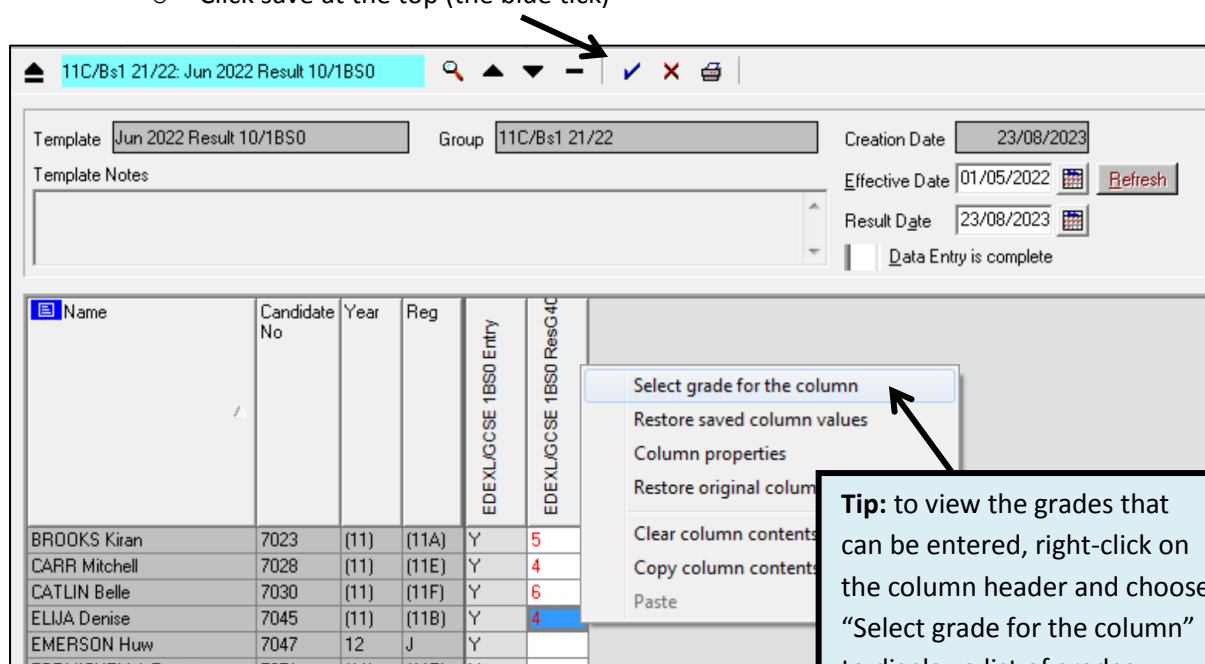 o Click save at the top (the blue tick)
11C/Bs1 21/22: Jun 2022 Result 10/1BS0
Template Jun 2022 Result 10/1BS0 Group 11C/Bs1 21/22 Creation Date 23/08/2023
Template Notes
Effective Date 01/05/2022 Refresh
Result Date 23/08/2023
Data Entry is complete
Name Candidate No Year Reg EDEXL/GCSE 1BS0 Entry EDEXL/GCSE 1BS0 ResG40
Select grade for the column
Restore saved column values
Column properties
Restore original colum
Clear column contents
Copy column contents
Paste
BROOKS Kiran 7023 (11) (11A) Y 5
CARR Mitchell 7028 (11) (11E) Y 4
CATLIN Belle 7030 (11) (11F) Y 6
ELIJA Denise 7045 (11) (11B) Y 4
EMERSON Huw 7047 12 J Y
Tip: to view the grades that
can be entered, right-click on
the column header and choose
“Select grade for the column”